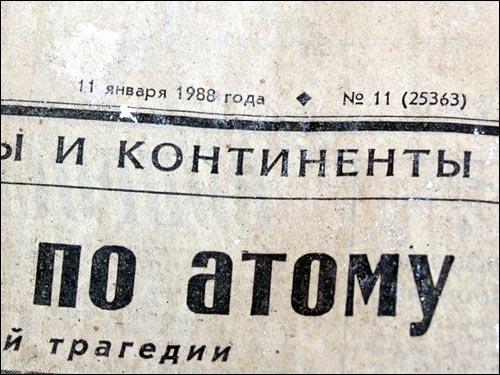 11 января 1988 года ◆ № 11 (25363)
Ы И КОНТИНЕНТЫ
по атому
й трагедии